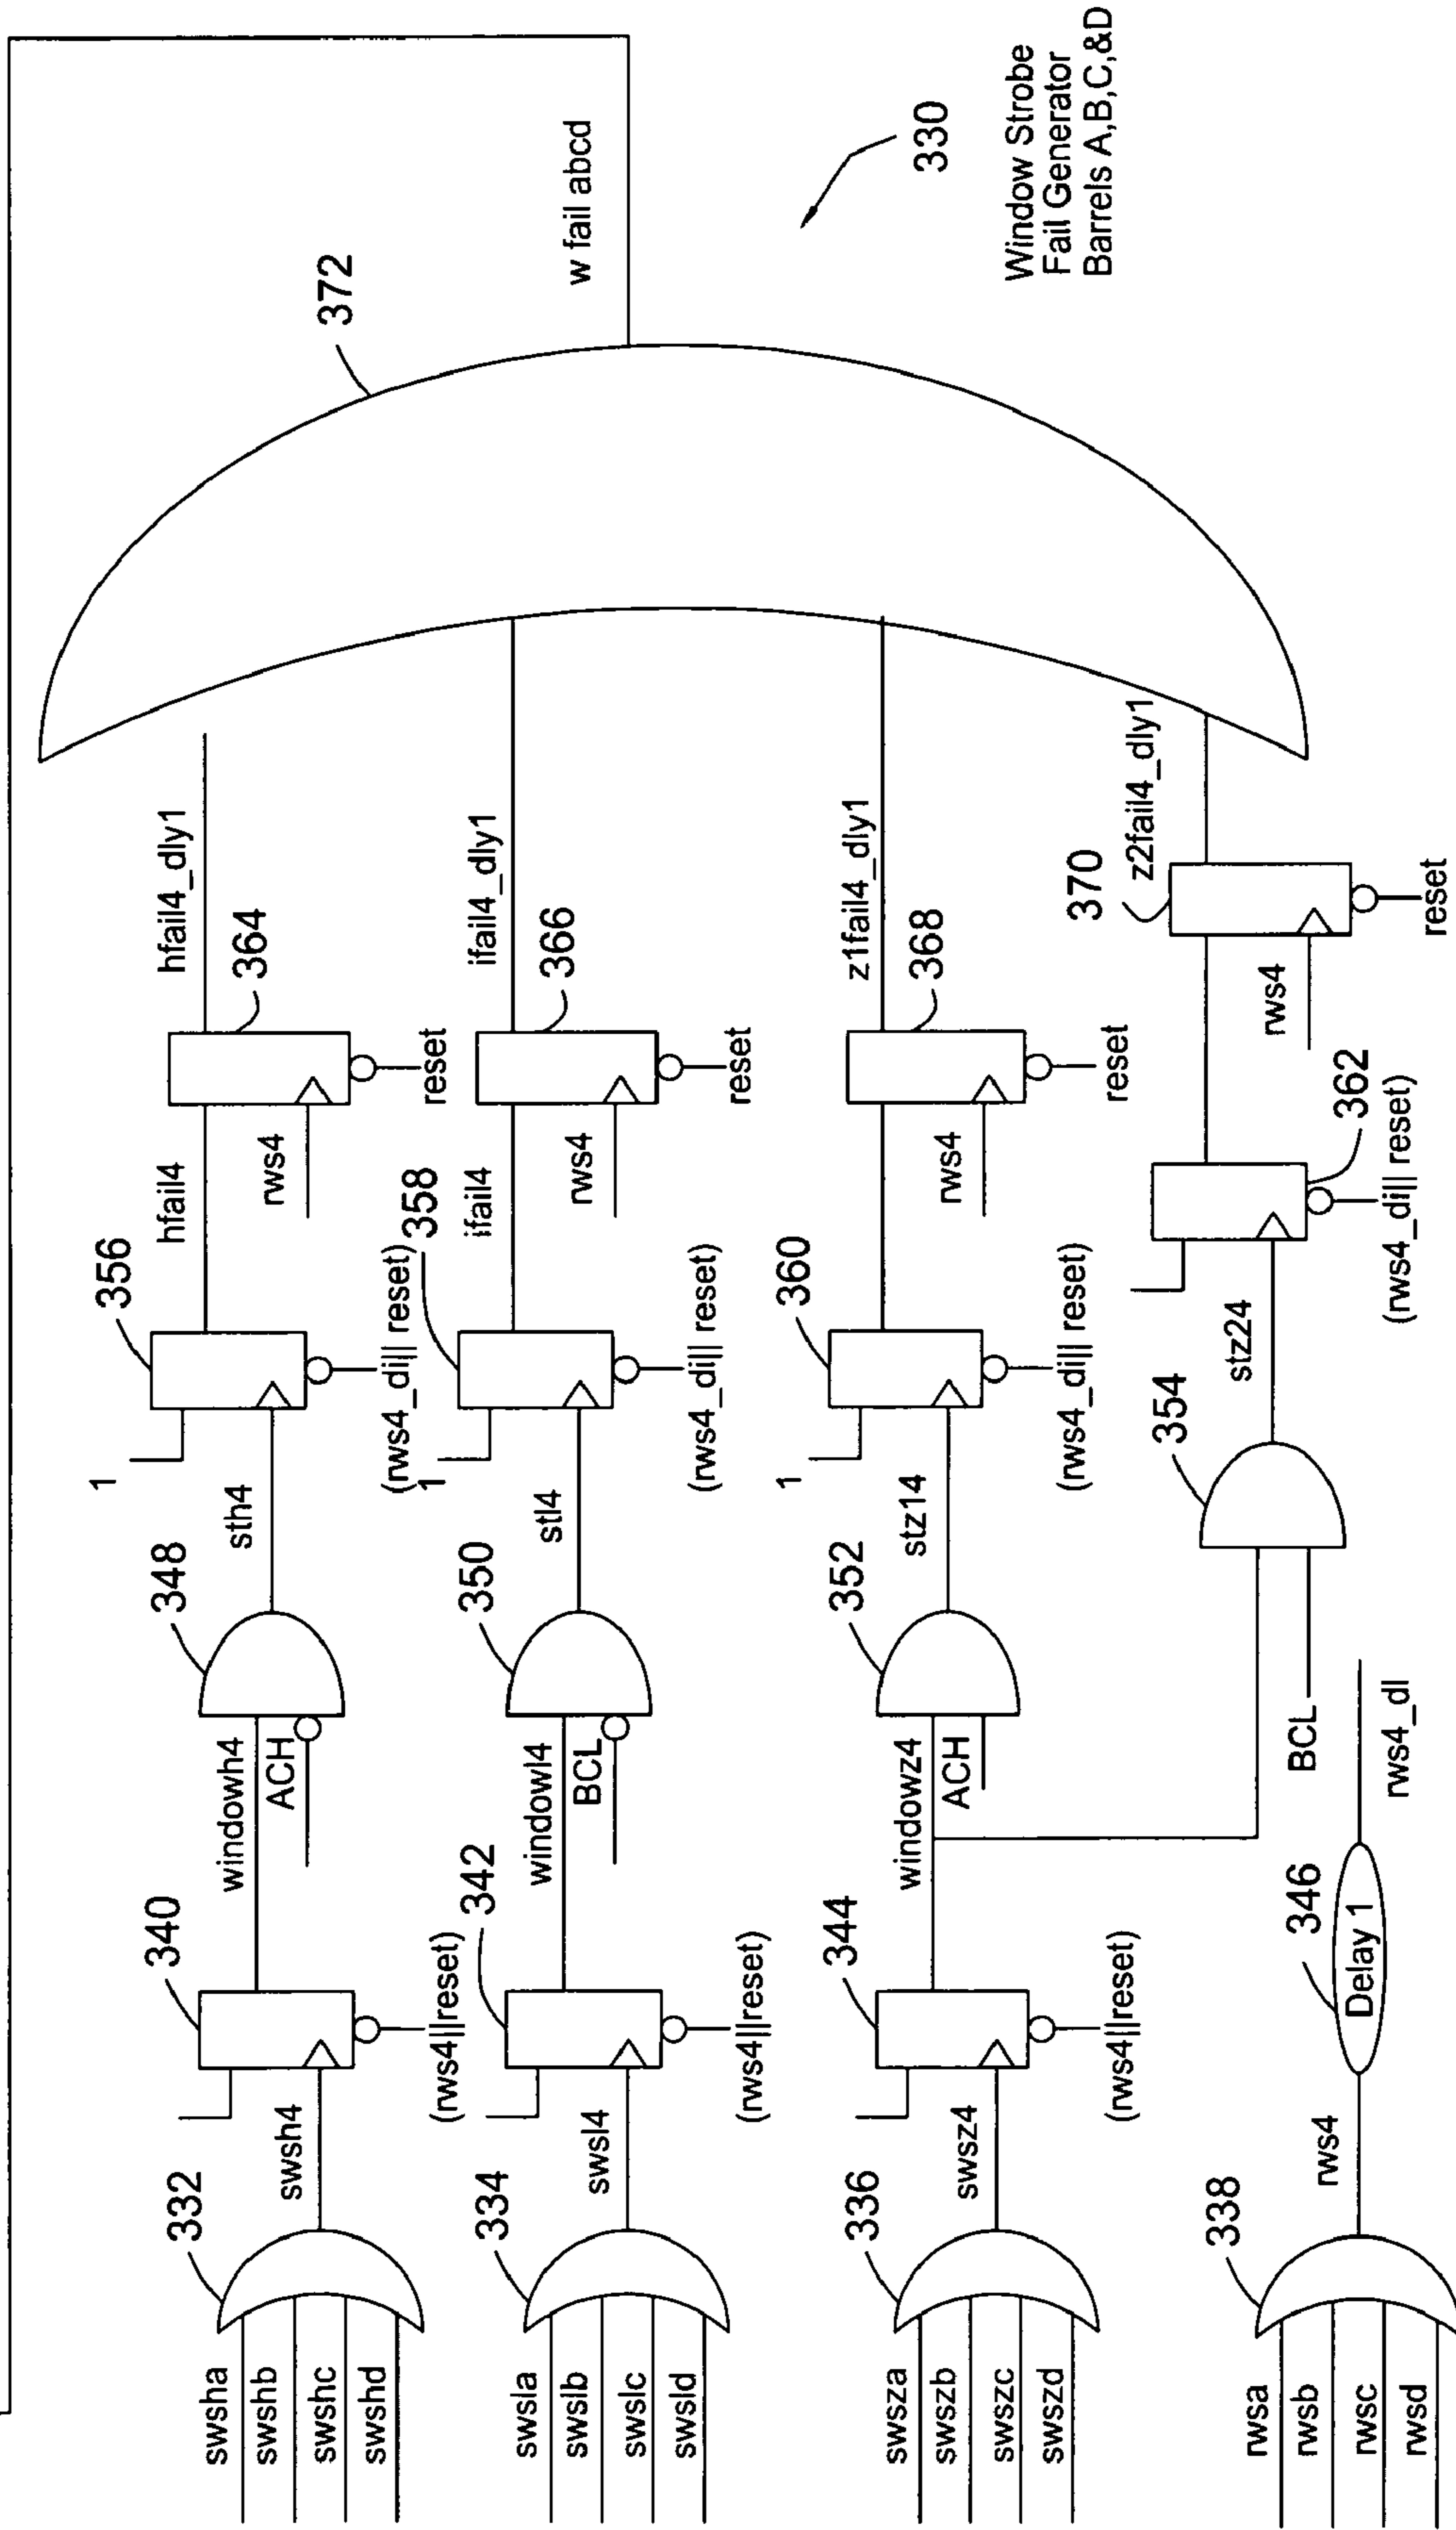 swsha
swshb
swshc
swshd
332
swsh4
340
(rws4||reset)
windowh4
ACH
348
sth4
1
356
(rws4_di|| reset)
hfail4
rws4
364
reset
hfail4_dly1
swsla
swslb
swslc
swsld
334
swsl4
342
(rws4||reset)
windowl4
BCL
350
stl4
1
358
(rws4_di|| reset)
ifail4
rws4
366
reset
ifail4_dly1
swsza
swszb
swszc
swszd
336
swsz4
344
(rws4||reset)
windowz4
ACH
352
stz14
1
360
(rws4_di|| reset)
rws4
368
reset
z1fail4_dly1
rwsa
rwsb
rwsc
rwsd
338
rws4
346
Delay 1
rws4_dl
BCL
354
stz24
362
(rws4_di|| reset)
rws4
370
reset
z2fail4_dly1
372
w fail abcd
330
Window Strobe
Fail Generator
Barrels A,B,C,&D